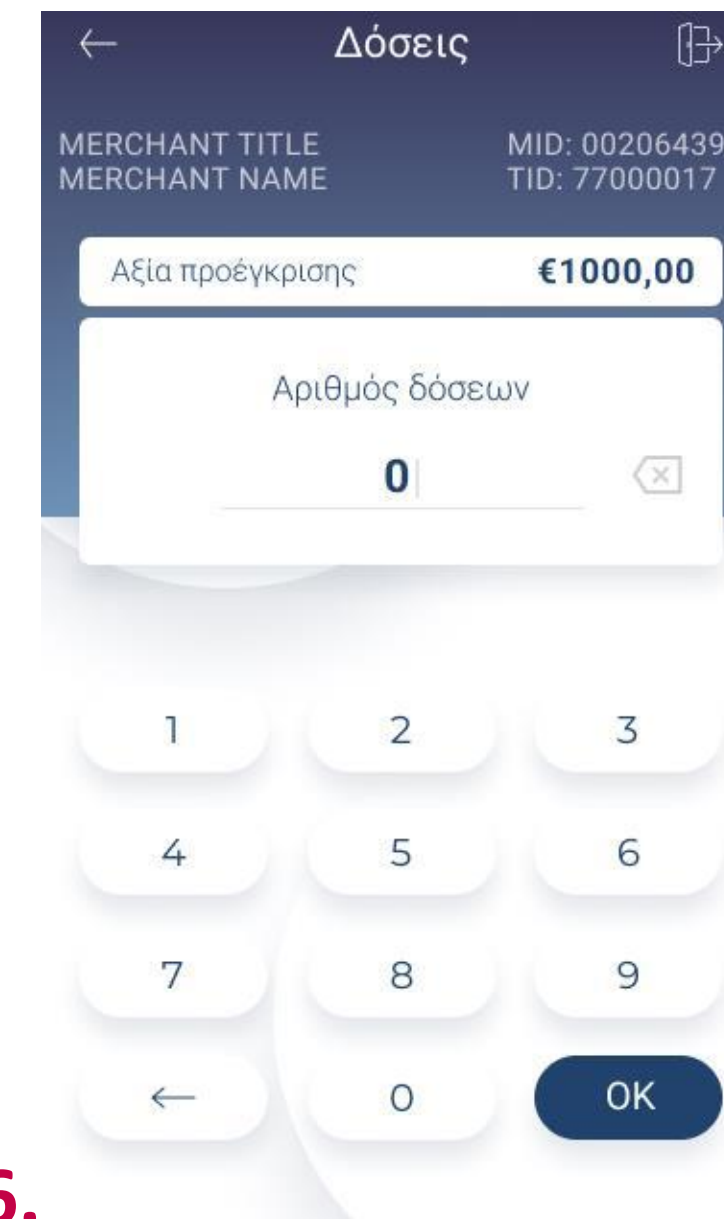 Δόσεις
MERCHANT TITLE MID: 00206439
MERCHANT NAME TID: 77000017
Αξία προέγκρισης €1000,00
Αριθμός δόσεων
0
1 2 3
4 5 6
7 8 9
← 0 OK